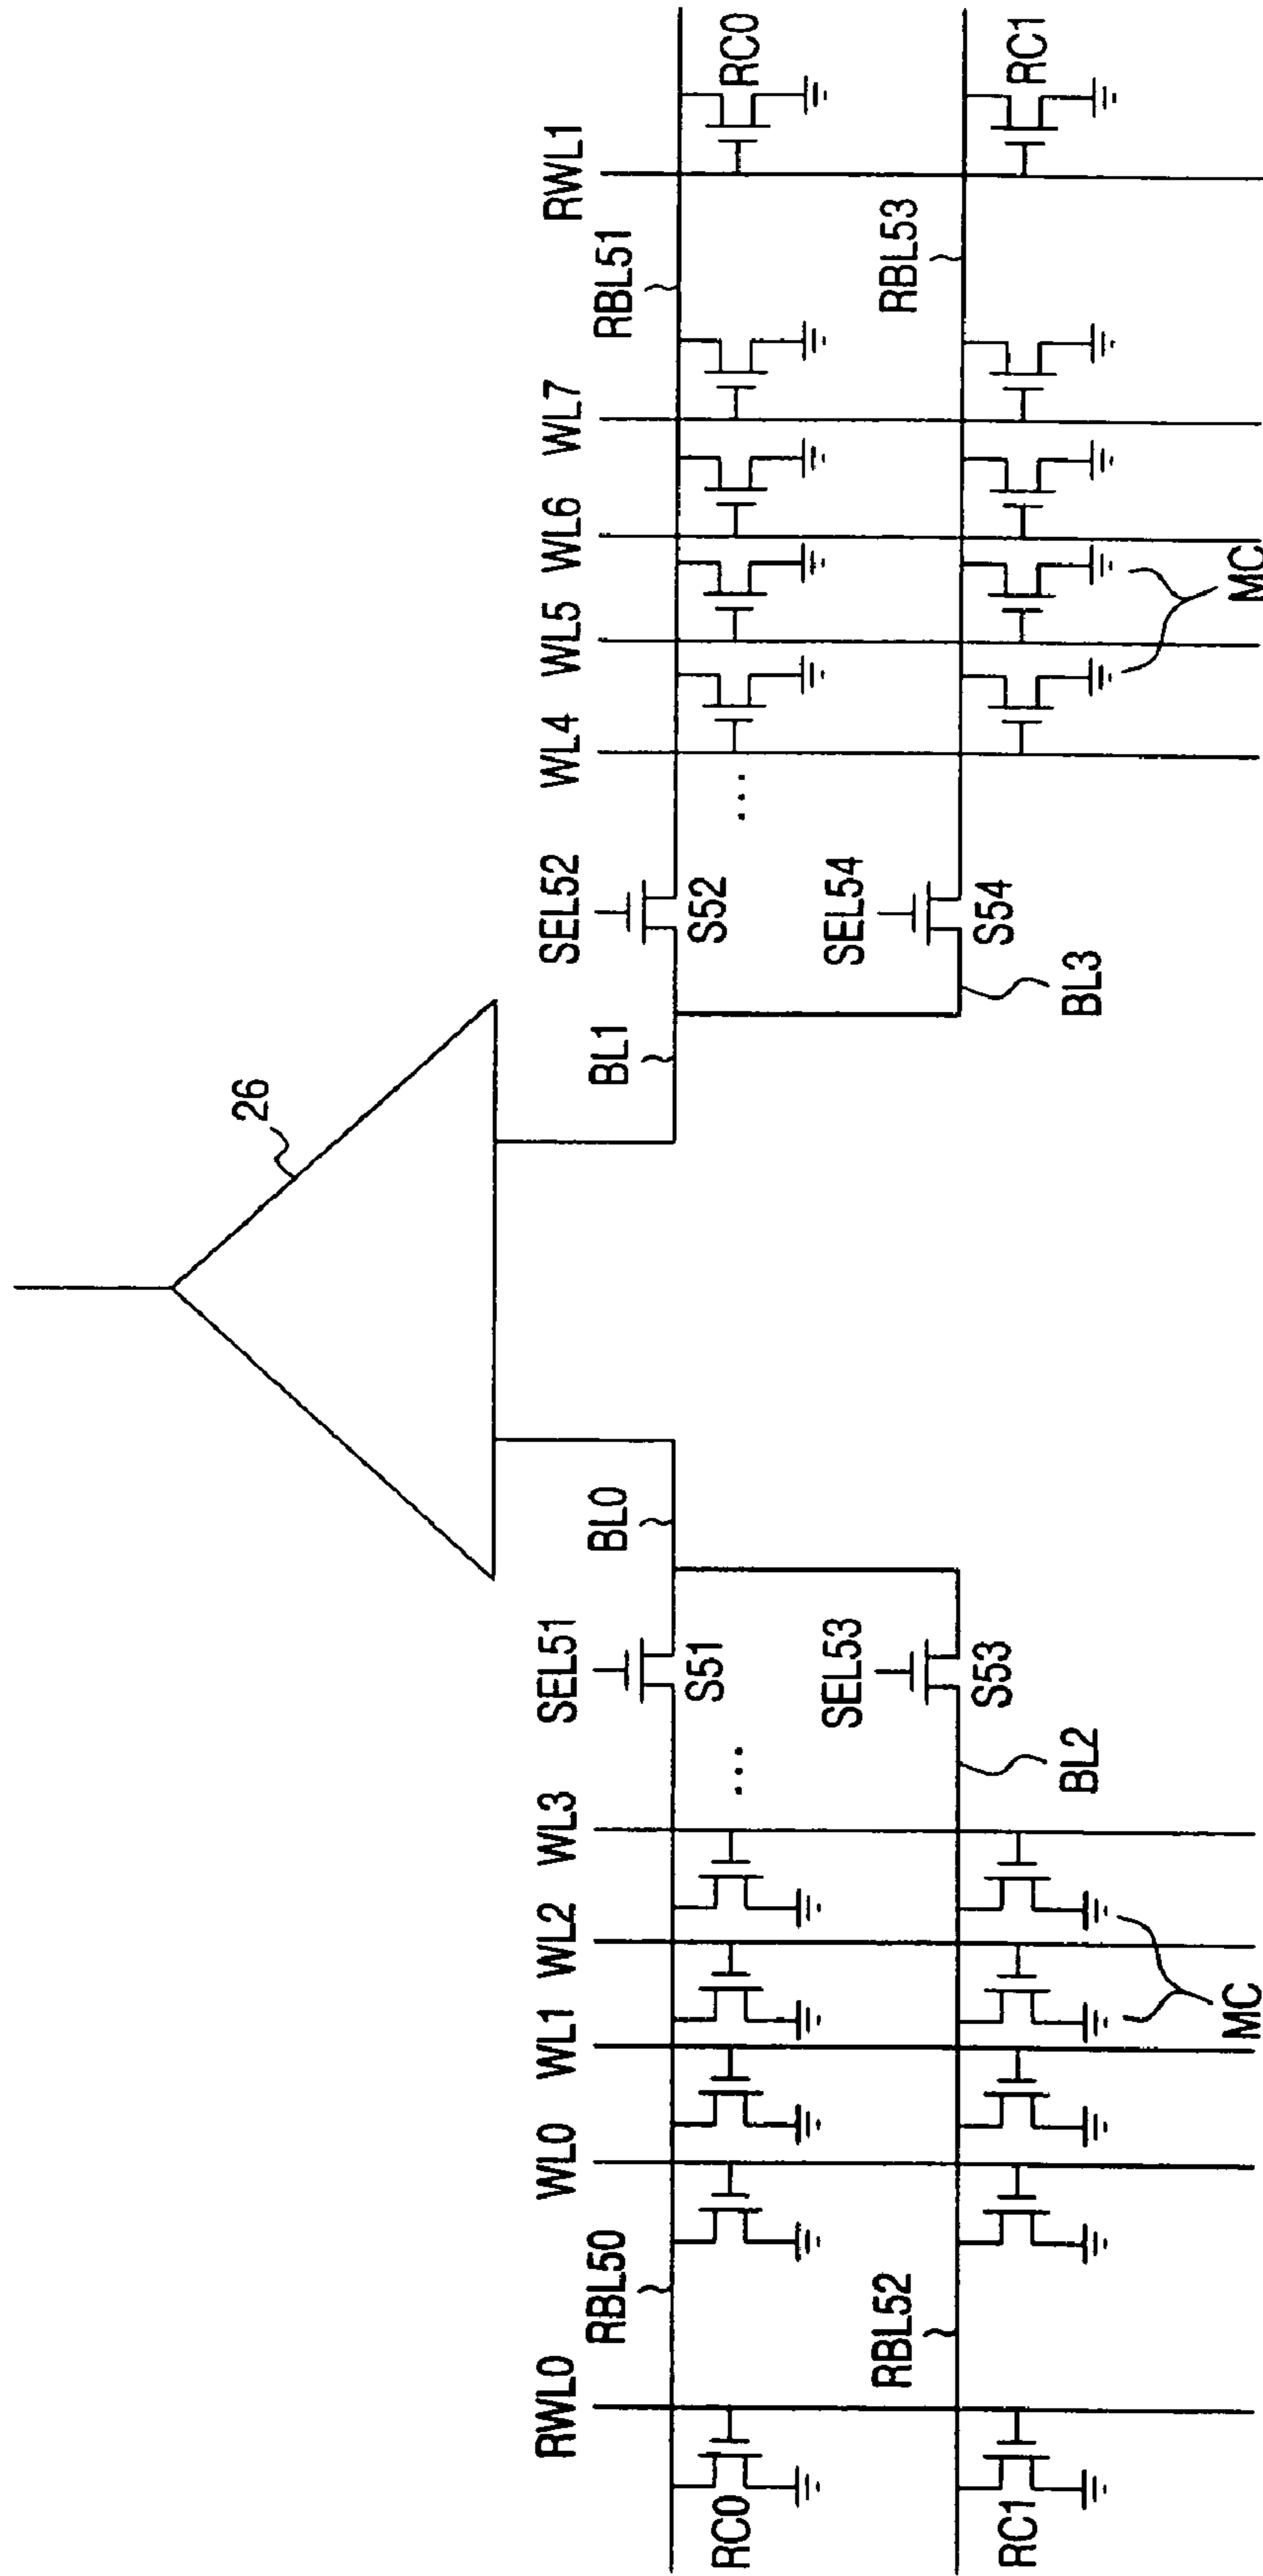 26
RWL0 WL0 WL1 WL2 WL3 SEL51 SEL52 WL4 WL5 WL6 WL7 RWL1
RBL50 BL0 BL1 RBL51
RC0 S51 S52 RC0
... ...
SEL53 SEL54
RBL52 RBL53
RC1 S53 S54 RC1
BL2 BL3
MC MC